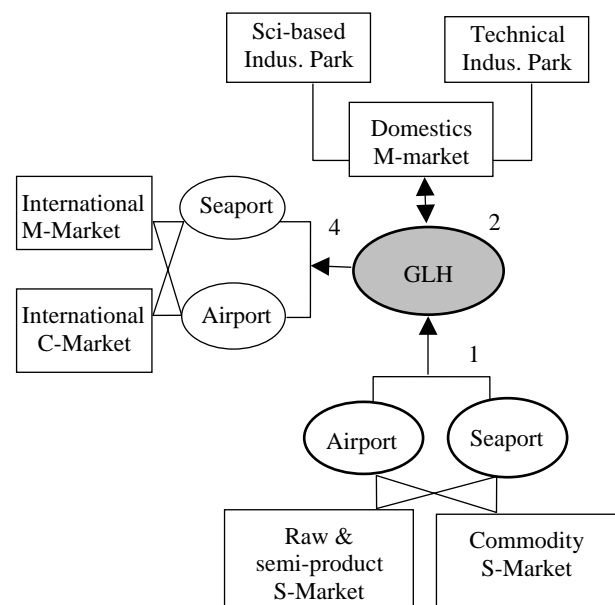 Sci-based
Indus. Park
Technical
Indus. Park
Domestics
M-market
International
M-Market
Seaport
4
2
GLH
International
C-Market
Airport
1
Airport
Seaport
Raw &
semi-product
S-Market
Commodity
S-Market